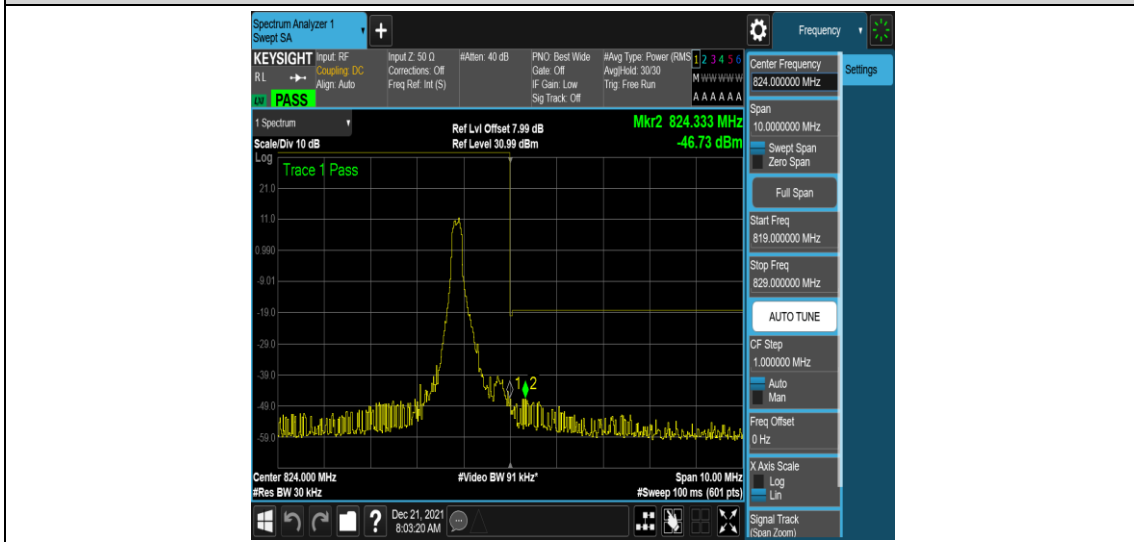 Spectrum Analyzer 1
Swept SA
+
Frequency
KEYSIGHT
Input: RF
Coupling: DC
Align: Auto
Input Z: 50 Ω
Corrections: Off
Freq Ref: Int (S)
#Atten: 40 dB
PNO: Best Wide
Gate: Off
IF Gain: Low
Sig Track: Off
#Avg Type: Power (RMS
Avg|Hold: 30/30
Trig: Free Run
1 2 3 4 5 6
M W W W W W
A A A A A A
RL
LXI
PASS
1 Spectrum
Scale/Div 10 dB
Ref Lvl Offset 7.99 dB
Ref Level 30.99 dBm
Mkr2 824.333 MHz
-46.73 dBm
Log
Trace 1 Pass
21.0
11.0
0.990
-9.01
-19.0
-29.0
-39.0
-49.0
-59.0
1
2
Center 824.000 MHz
#Video BW 91 kHz*
Span 10.00 MHz
#Res BW 30 kHz
#Sweep 100 ms (601 pts)
?
Dec 21, 2021
8:03:20 AM
Center Frequency
824.000000 MHz
Settings
Span
10.0000000 MHz
Swept Span
Zero Span
Full Span
Start Freq
819.000000 MHz
Stop Freq
829.000000 MHz
AUTO TUNE
CF Step
1.000000 MHz
Auto
Man
Freq Offset
0 Hz
X Axis Scale
Log
Lin
Signal Track
(Span Zoom)